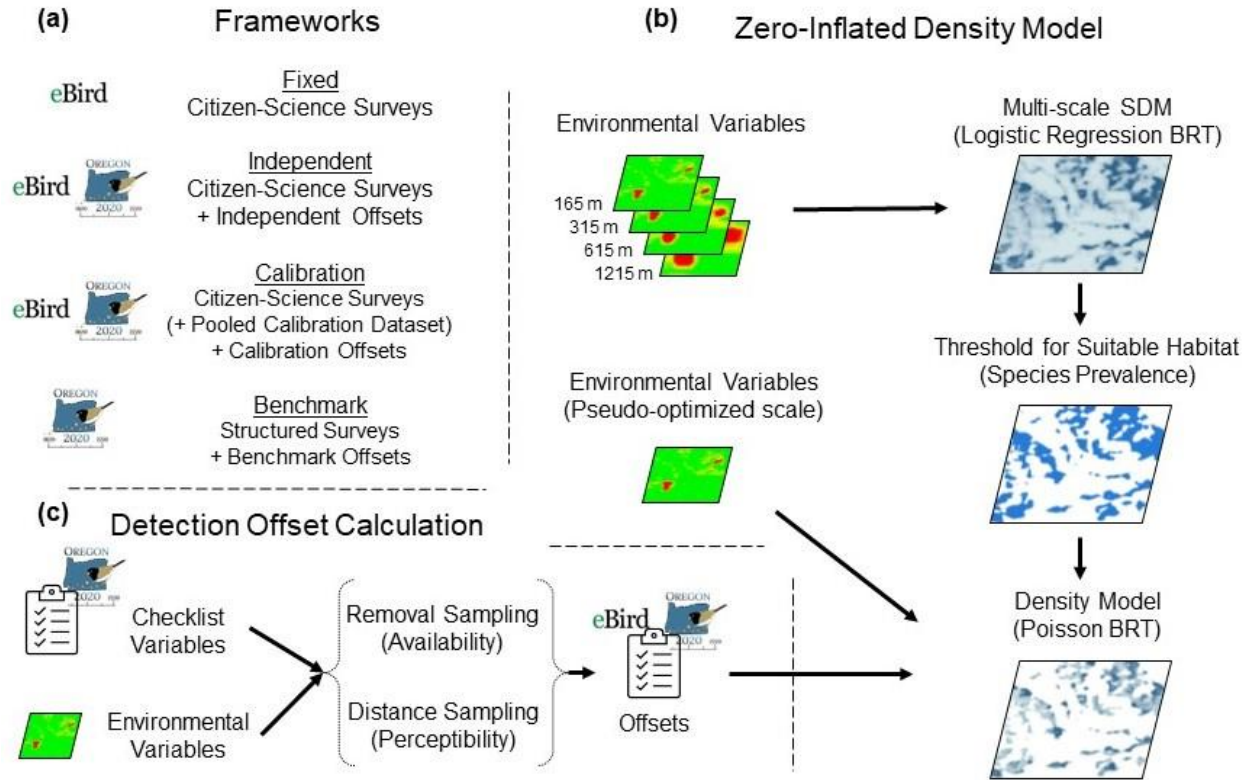 (a)
Frameworks
eBird
Fixed
Citizen-Science Surveys
OREGON
2020
eBird
Independent
Citizen-Science Surveys
+ Independent Offsets
OREGON
2020
eBird
Calibration
Citizen-Science Surveys
(+ Pooled Calibration Dataset)
+ Calibration Offsets
OREGON
2020
Benchmark
Structured Surveys
+ Benchmark Offsets
(b)
Zero-Inflated Density Model
Environmental Variables
165 m
315 m
615 m
1215 m
Multi-scale SDM
(Logistic Regression BRT)
Threshold for Suitable Habitat
(Species Prevalence)
Environmental Variables
(Pseudo-optimized scale)
Density Model
(Poisson BRT)
(c)
Detection Offset Calculation
OREGON
2020
Checklist
Variables
Environmental
Variables
Removal Sampling
(Availability)
Distance Sampling
(Perceptibility)
eBird
OREGON
2020
Offsets